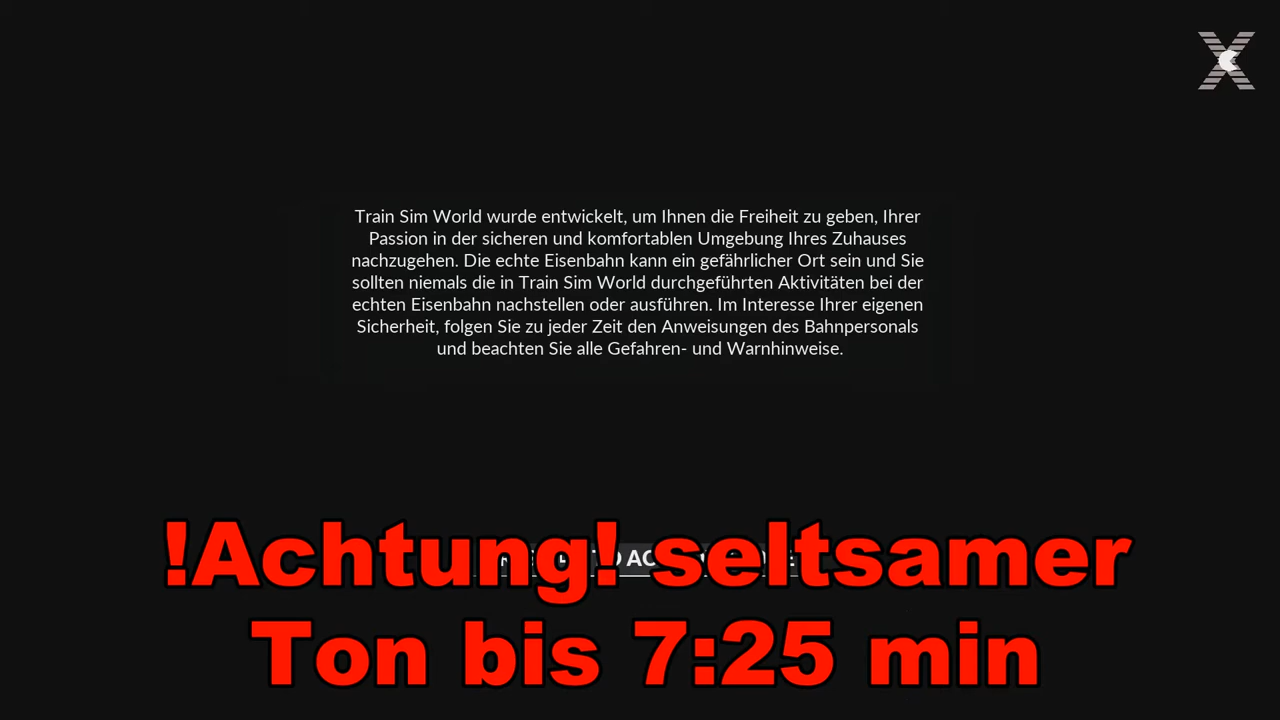 Train Sim World wurde entwickelt, um Ihnen die Freiheit zu geben, Ihrer
Passion in der sicheren und komfortablen Umgebung Ihres Zuhauses
nachzugehen. Die echte Eisenbahn kann ein gefährlicher Ort sein und Sie
sollten niemals die in Train Sim World durchgeführten Aktivitäten bei der
echten Eisenbahn nachstellen oder ausführen. Im Interesse Ihrer eigenen
Sicherheit, folgen Sie zu jeder Zeit den Anweisungen des Bahnpersonals
und beachten Sie alle Gefahren- und Warnhinweise.
!Achtung! seltsamer
Ton bis 7:25 min